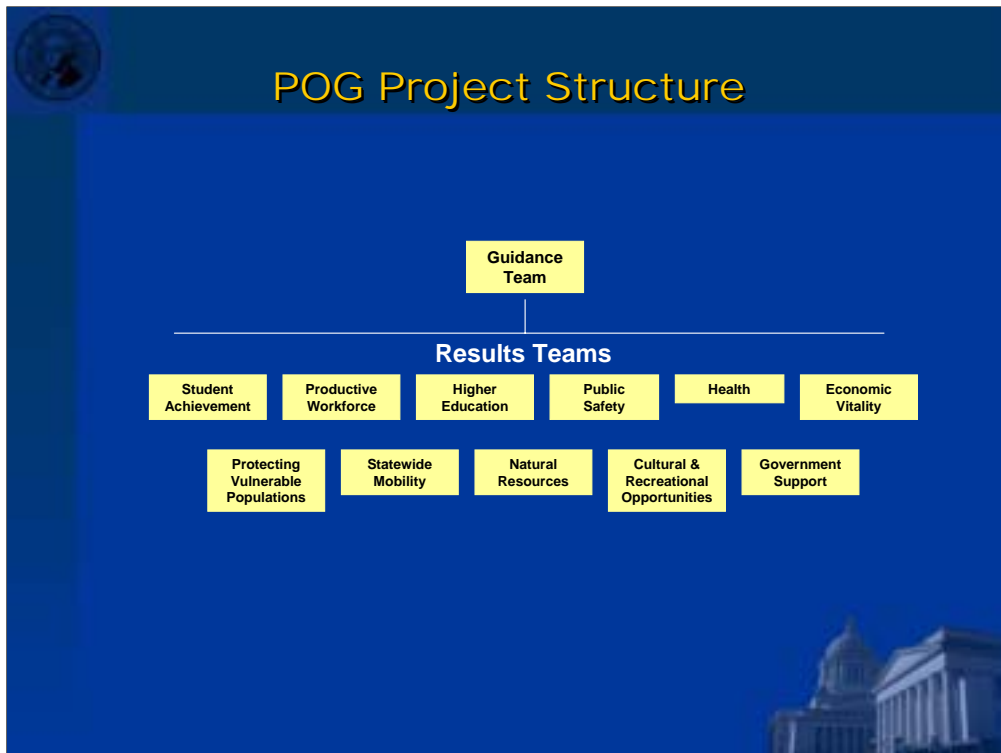 POG Project Structure
Guidance
Team
Results Teams
Student
Achievement
Productive
Workforce
Higher
Education
Public
Safety
Health
Economic
Vitality
Protecting
Vulnerable
Populations
Statewide
Mobility
Natural
Resources
Cultural &
Recreational
Opportunities
Government
Support